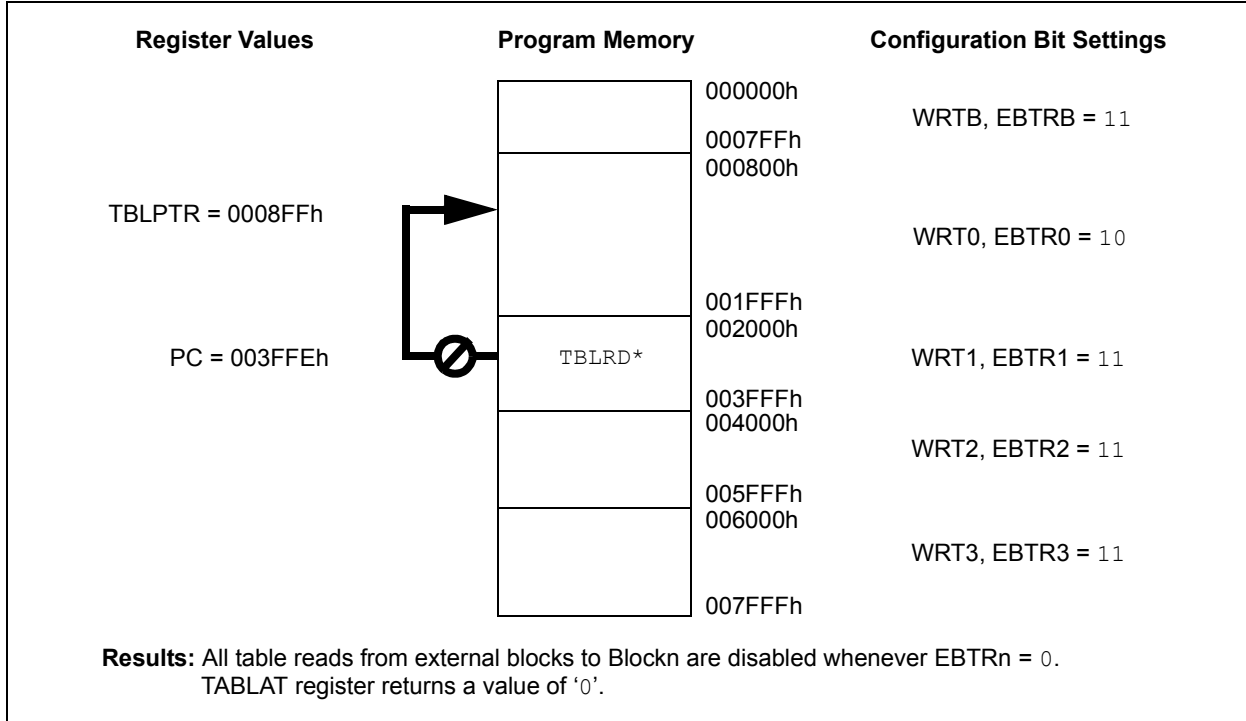 Register Values Program Memory Configuration Bit Settings
000000h
WRTB, EBTRB = 11
0007FFh
000800h
TBLPTR = 0008FFh
WRT0, EBTR0 = 10
001FFFh
002000h
PC = 003FFEh TBLRD* WRT1, EBTR1 = 11
003FFFh
004000h
WRT2, EBTR2 = 11
005FFFh
006000h
WRT3, EBTR3 = 11
007FFFh
Results: All table reads from external blocks to Blockn are disabled whenever EBTRn = 0.
TABLAT register returns a value of ‘0’.